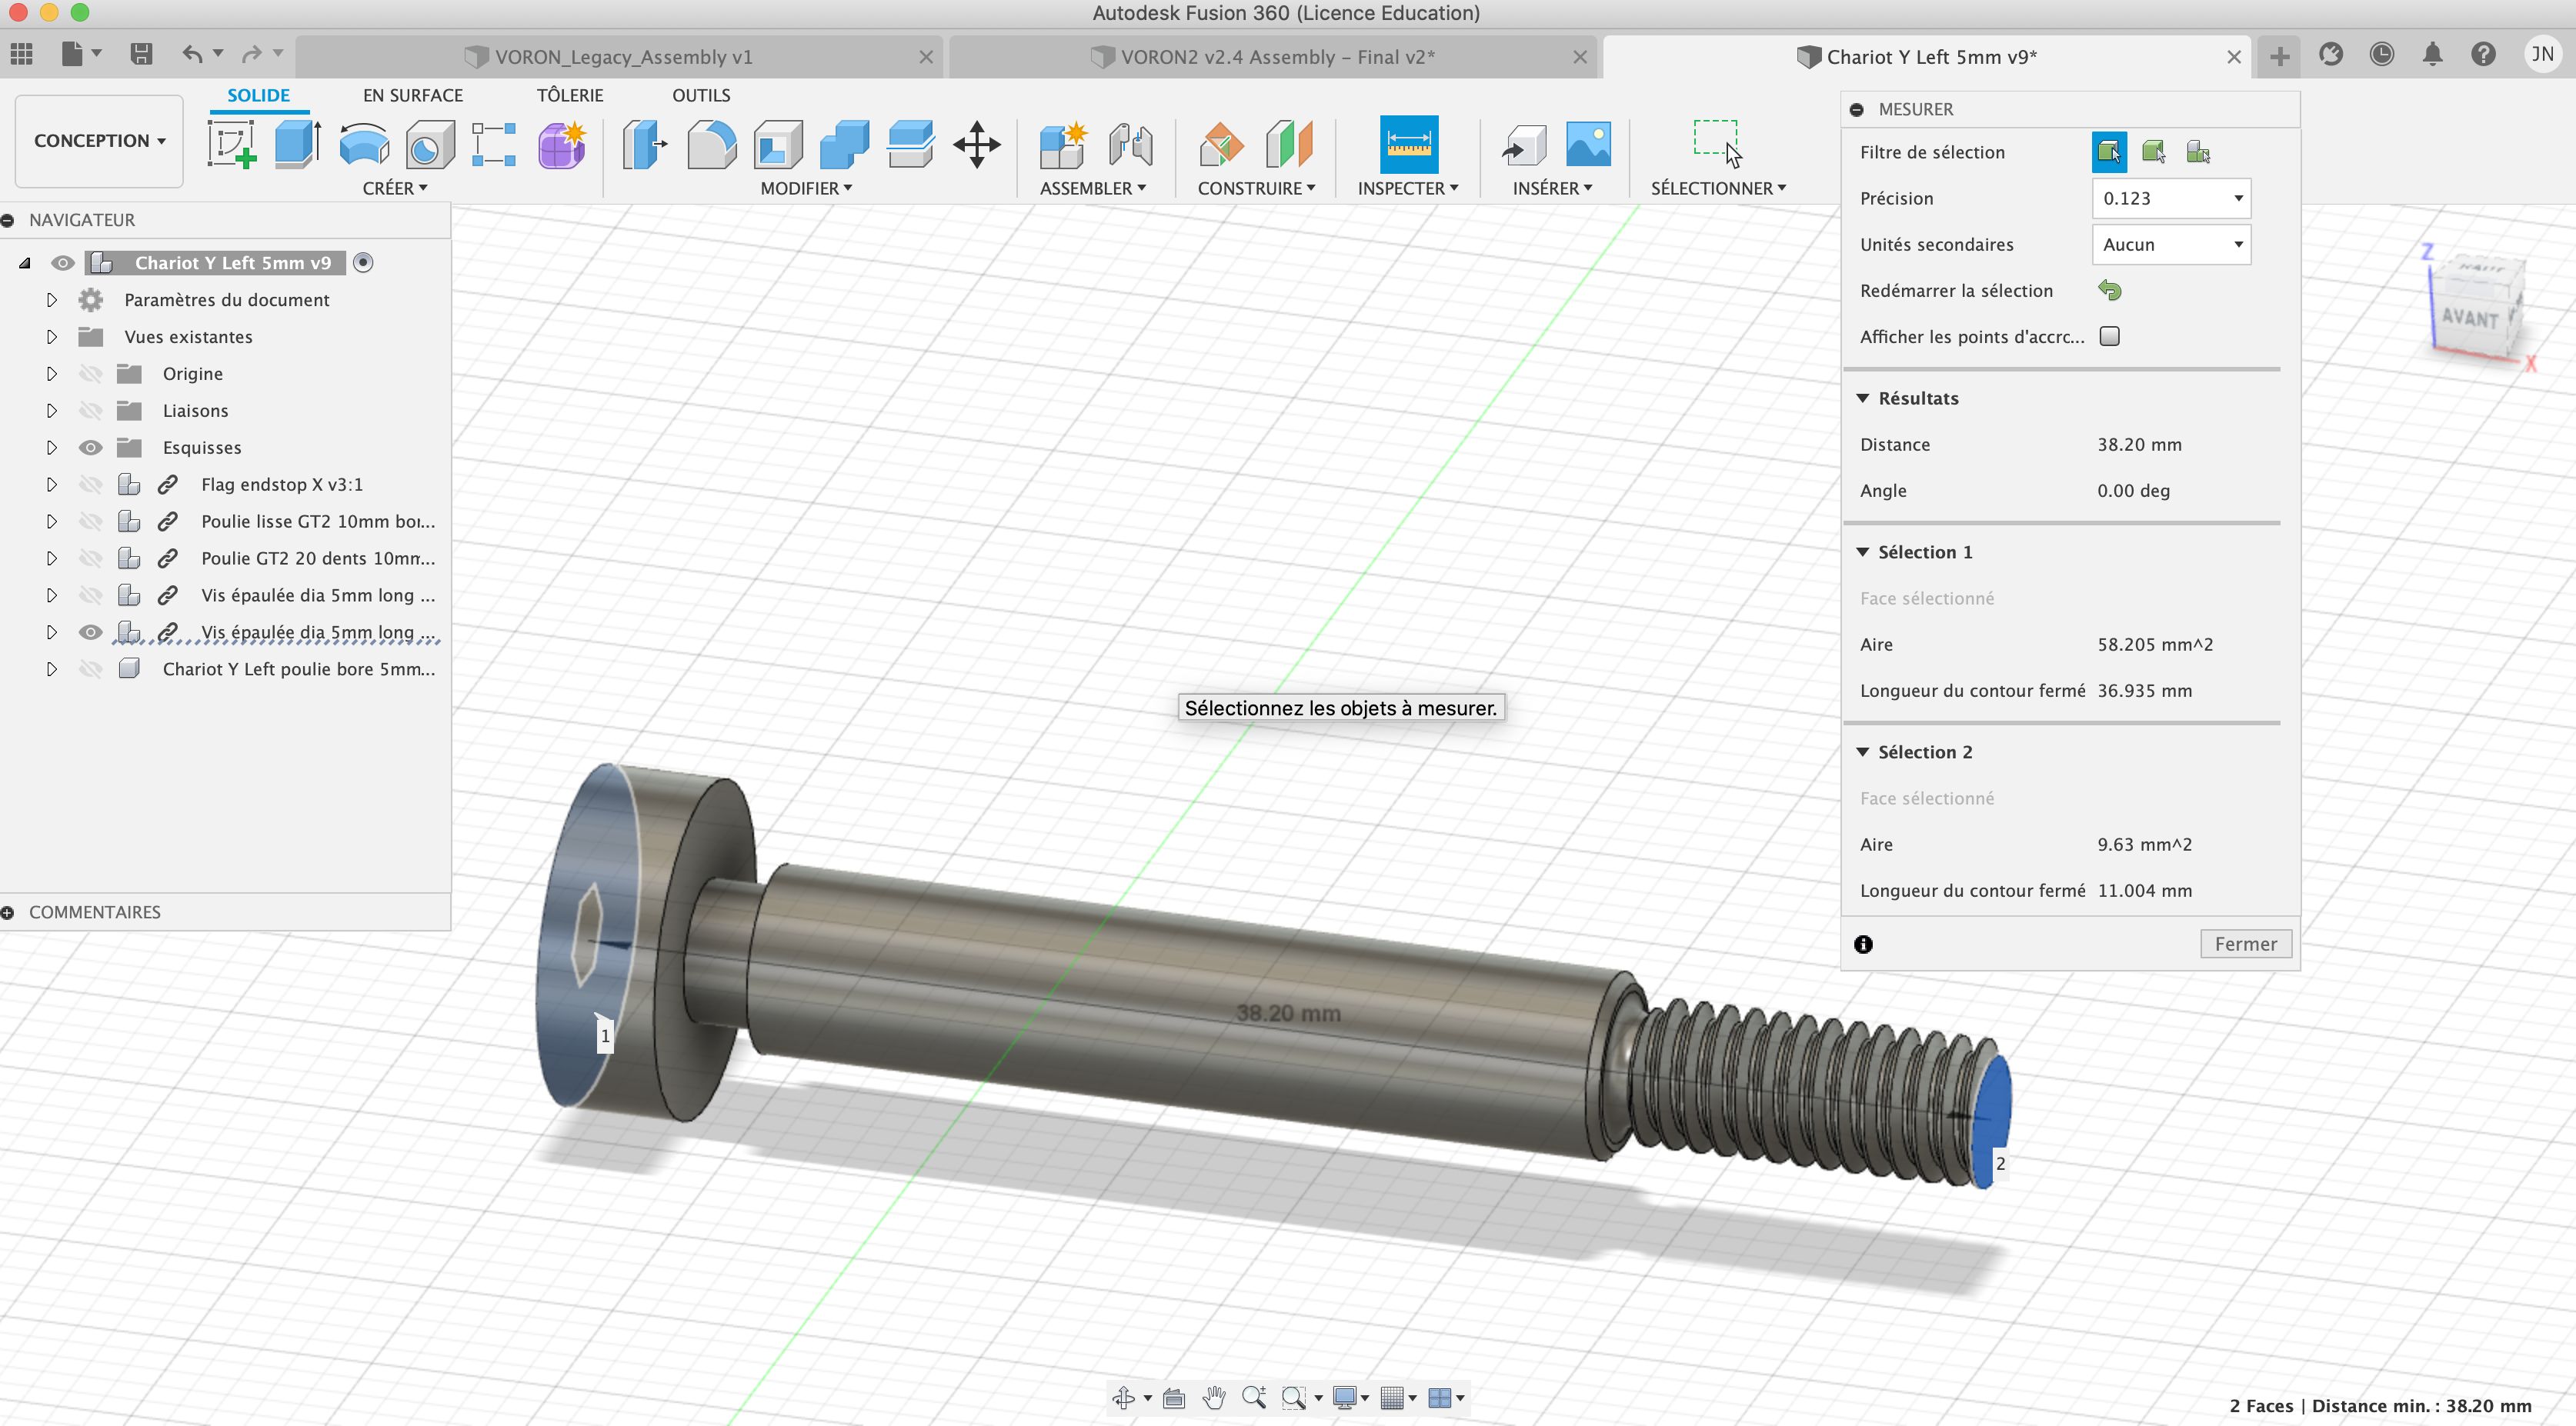 Autodesk Fusion 360 (Licence Education)
VORON_Legacy_Assembly v1
VORON2 v2.4 Assembly – Final v2*
Chariot Y Left 5mm v9*
JN
SOLIDE
EN SURFACE
TÔLERIE
OUTILS
CONCEPTION
CRÉER
MODIFIER
ASSEMBLER
CONSTRUIRE
INSPECTER
INSÉRER
SÉLECTIONNER
NAVIGATEUR
Chariot Y Left 5mm v9
Paramètres du document
Vues existantes
Origine
Liaisons
Esquisses
Flag endstop X v3:1
Poulie lisse GT2 10mm bor...
Poulie GT2 20 dents 10mm...
Vis épaulée dia 5mm long ...
Vis épaulée dia 5mm long ...
Chariot Y Left poulie bore 5mm...
COMMENTAIRES
MESURER
Filtre de sélection
Précision 0.123
Unités secondaires Aucun
Redémarrer la sélection
Afficher les points d'accrc...
Résultats
Distance 38.20 mm
Angle 0.00 deg
Sélection 1
Face sélectionné
Aire 58.205 mm^2
Longueur du contour fermé 36.935 mm
Sélection 2
Face sélectionné
Aire 9.63 mm^2
Longueur du contour fermé 11.004 mm
Fermer
Z
HAUT
AVANT
X
Sélectionnez les objets à mesurer.
38.20 mm
1
2
2 Faces | Distance min. : 38.20 mm